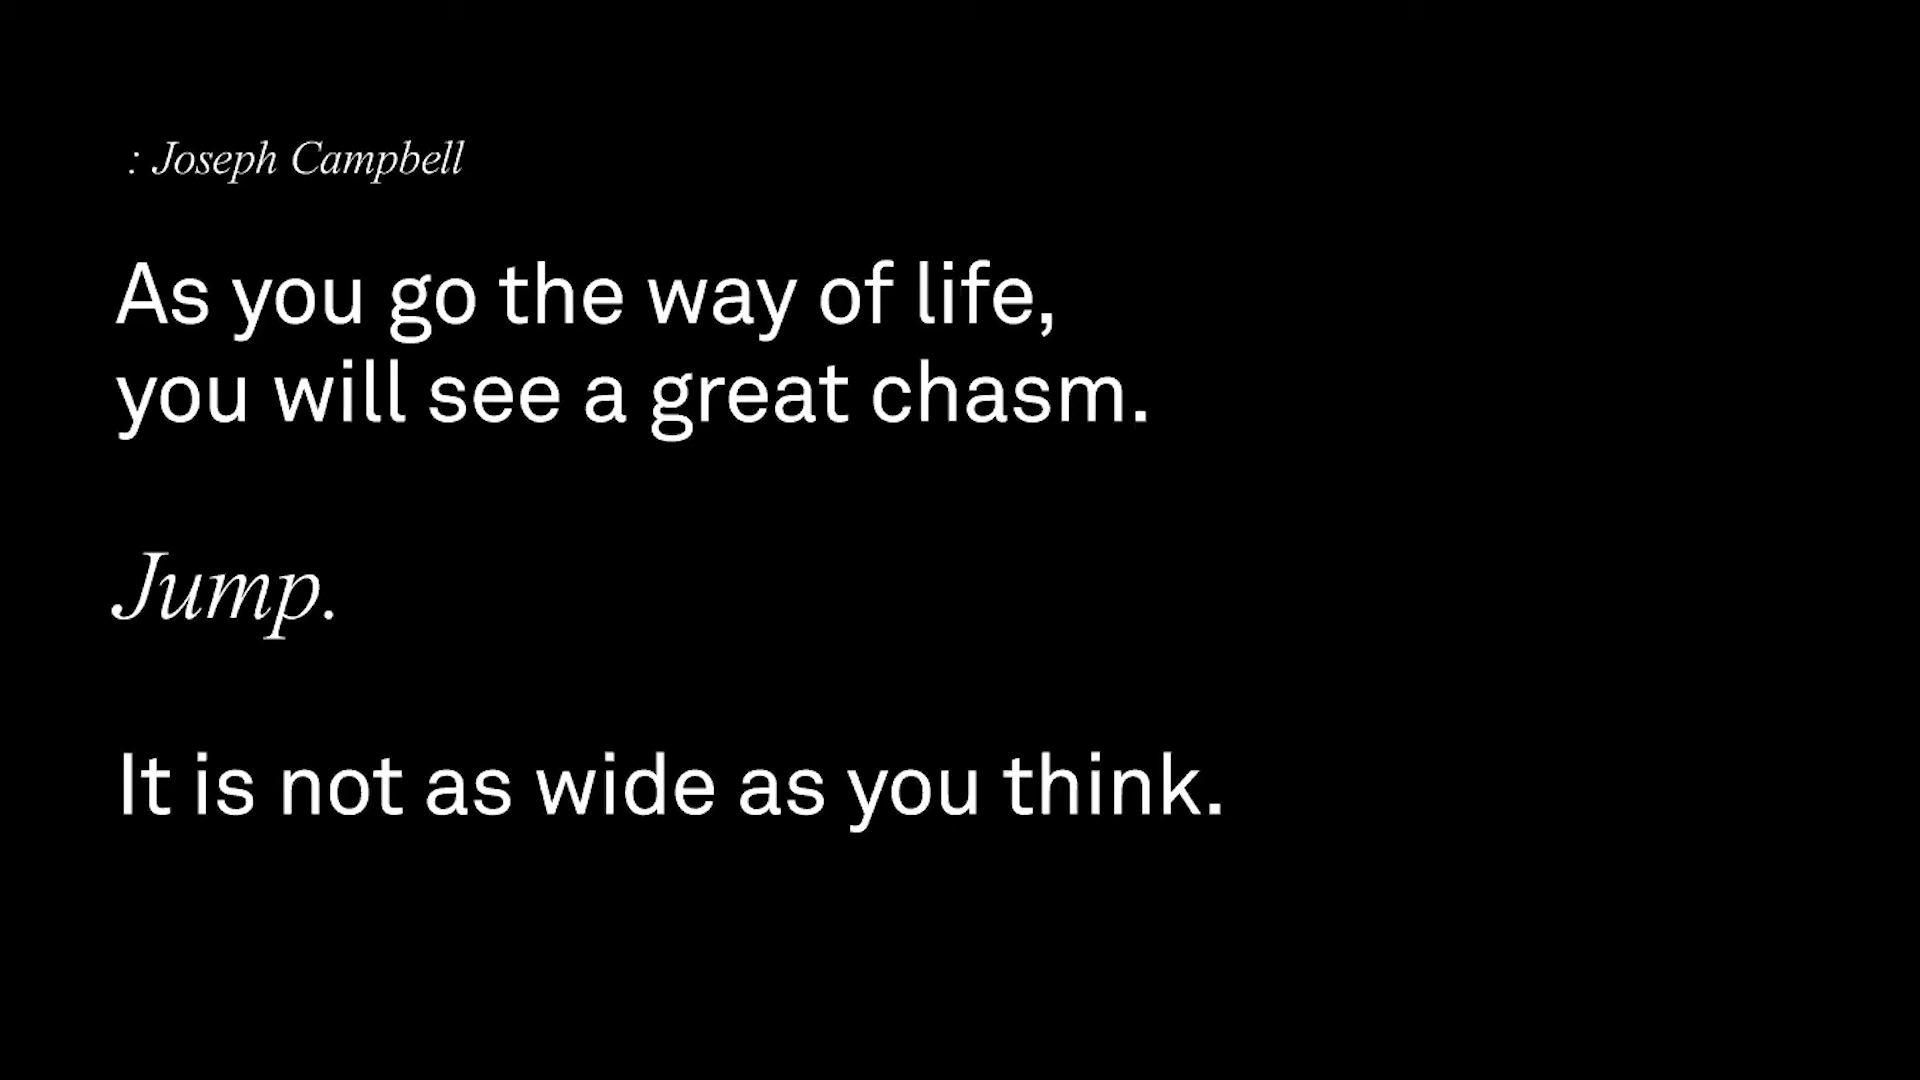 : Joseph Campbell
As you go the way of life,
you will see a great chasm.
Jump.
It is not as wide as you think.